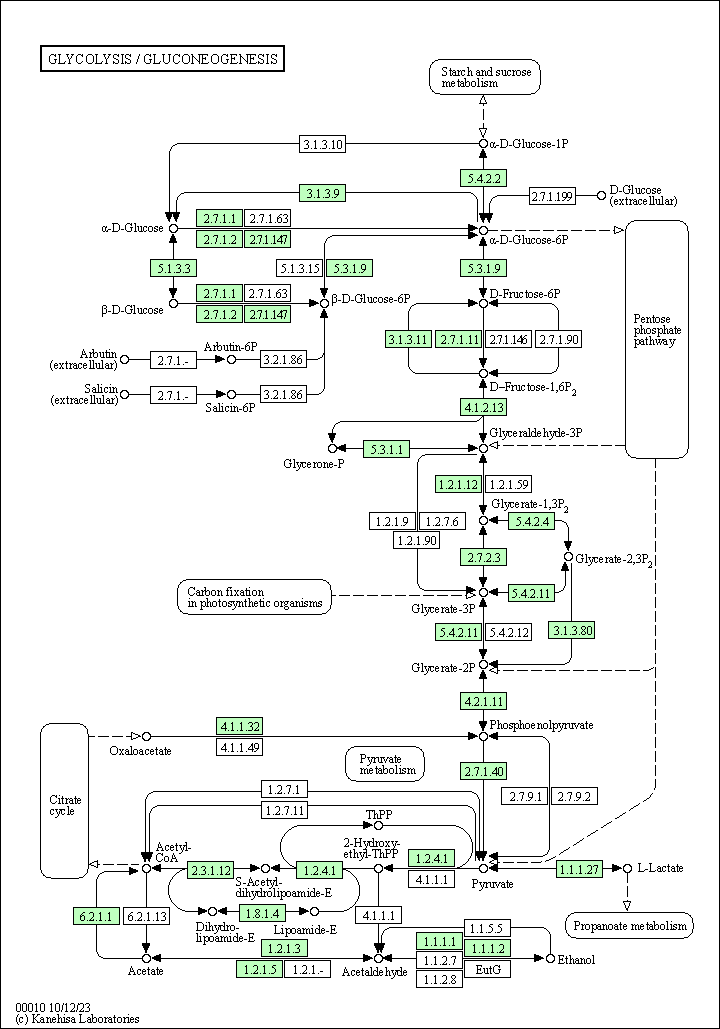 GLYCOLYSIS / GLUCONEOGENESIS
Starch and sucrose
metabolism
3.1.3.10
α-D-Glucose-1P
5.4.2.2
3.1.3.9
2.7.1.199
D-Glucose
(extracellular)
2.7.1.1
2.7.1.63
α-D-Glucose
2.7.1.2
2.7.1.147
α-D-Glucose-6P
5.1.3.3
5.1.3.15
5.3.1.9
5.3.1.9
2.7.1.1
2.7.1.63
β-D-Glucose
2.7.1.2
2.7.1.147
β-D-Glucose-6P
D-Fructose-6P
Pentose
phosphate
pathway
3.1.3.11
2.7.1.11
2.7.1.146
2.7.1.90
Arbutin
(extracellular)
2.7.1.-
Arbutin-6P
3.2.1.86
D-Fructose-1,6P2
Salicin
(extracellular)
2.7.1.-
Salicin-6P
3.2.1.86
4.1.2.13
Glyceraldehyde-3P
5.3.1.1
Glycerone-P
1.2.1.12
1.2.1.59
Glycerate-1,3P2
1.2.1.9
1.2.7.6
1.2.1.90
5.4.2.4
2.7.2.3
Glycerate-2,3P2
Carbon fixation
in photosynthetic organisms
5.4.2.11
Glycerate-3P
5.4.2.11
5.4.2.12
3.1.3.80
Glycerate-2P
4.2.1.11
4.1.1.32
Phosphoenolpyruvate
Oxaloacetate
4.1.1.49
Pyruvate
metabolism
2.7.1.40
Citrate
cycle
1.2.7.1
2.7.9.1
2.7.9.2
1.2.7.11
ThPP
Acetyl-
CoA
2-Hydroxy-
ethyl-ThPP
2.3.1.12
1.2.4.1
1.2.4.1
4.1.1.1
Pyruvate
1.1.1.27
L-Lactate
S-Acetyl-
dihydrolipoamide-E
6.2.1.1
6.2.1.13
1.8.1.4
Dihydro-
lipoamide-E
Lipoamide-E
4.1.1.1
Propanoate metabolism
1.1.5.5
1.2.1.3
1.1.1.1
1.1.1.2
Acetate
1.2.1.5
1.2.1.-
Acetaldehyde
1.1.2.7
EutG
Ethanol
1.1.2.8
00010 10/12/23
(c) Kanehisa Laboratories